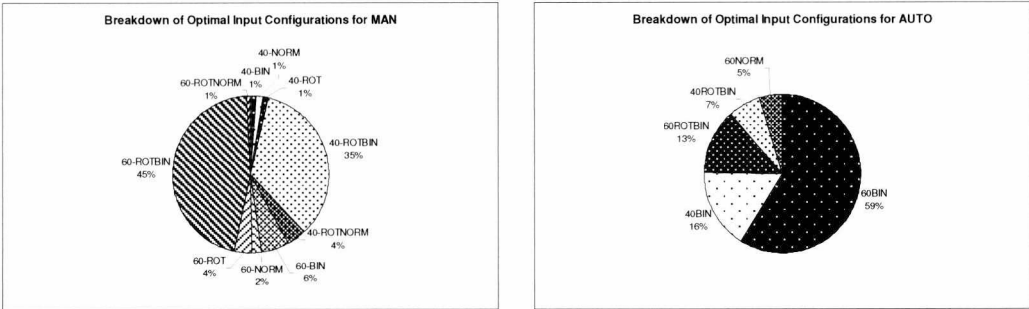 Breakdown of Optimal Input Configurations for MAN
40-NORM
1%
40-BIN
1%
40-ROT
1%
60-ROTNORM
1%
40-ROTBIN
35%
60-ROTBIN
45%
40-ROTNORM
4%
60-ROT
4%
60-NORM
2%
60-BIN
6%
Breakdown of Optimal Input Configurations for AUTO
60NORM
5%
40ROTBIN
7%
60ROTBIN
13%
60BIN
59%
40BIN
16%